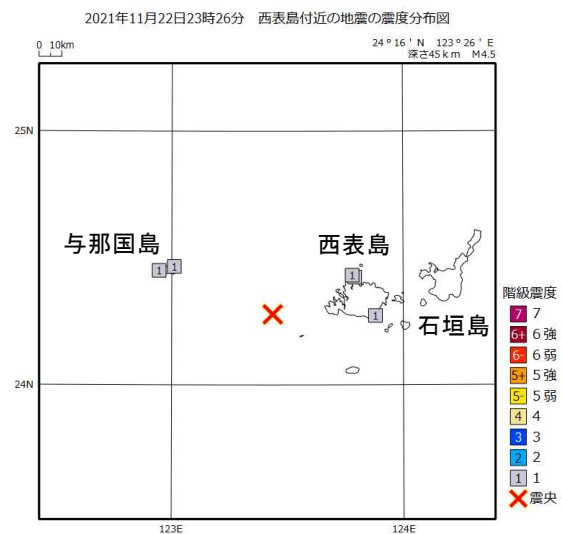 2021年11月22日23時26分　西表島付近の地震の震度分布図
0 10km
24°16'N 123°26'E
深さ45km M4.5
25N
与那国島
西表島
1 1
1
1
石垣島
24N
123E 124E
階級震度
7 7
6+ 6強
6- 6弱
5+ 5強
5- 5弱
4 4
3 3
2 2
1 1
震央